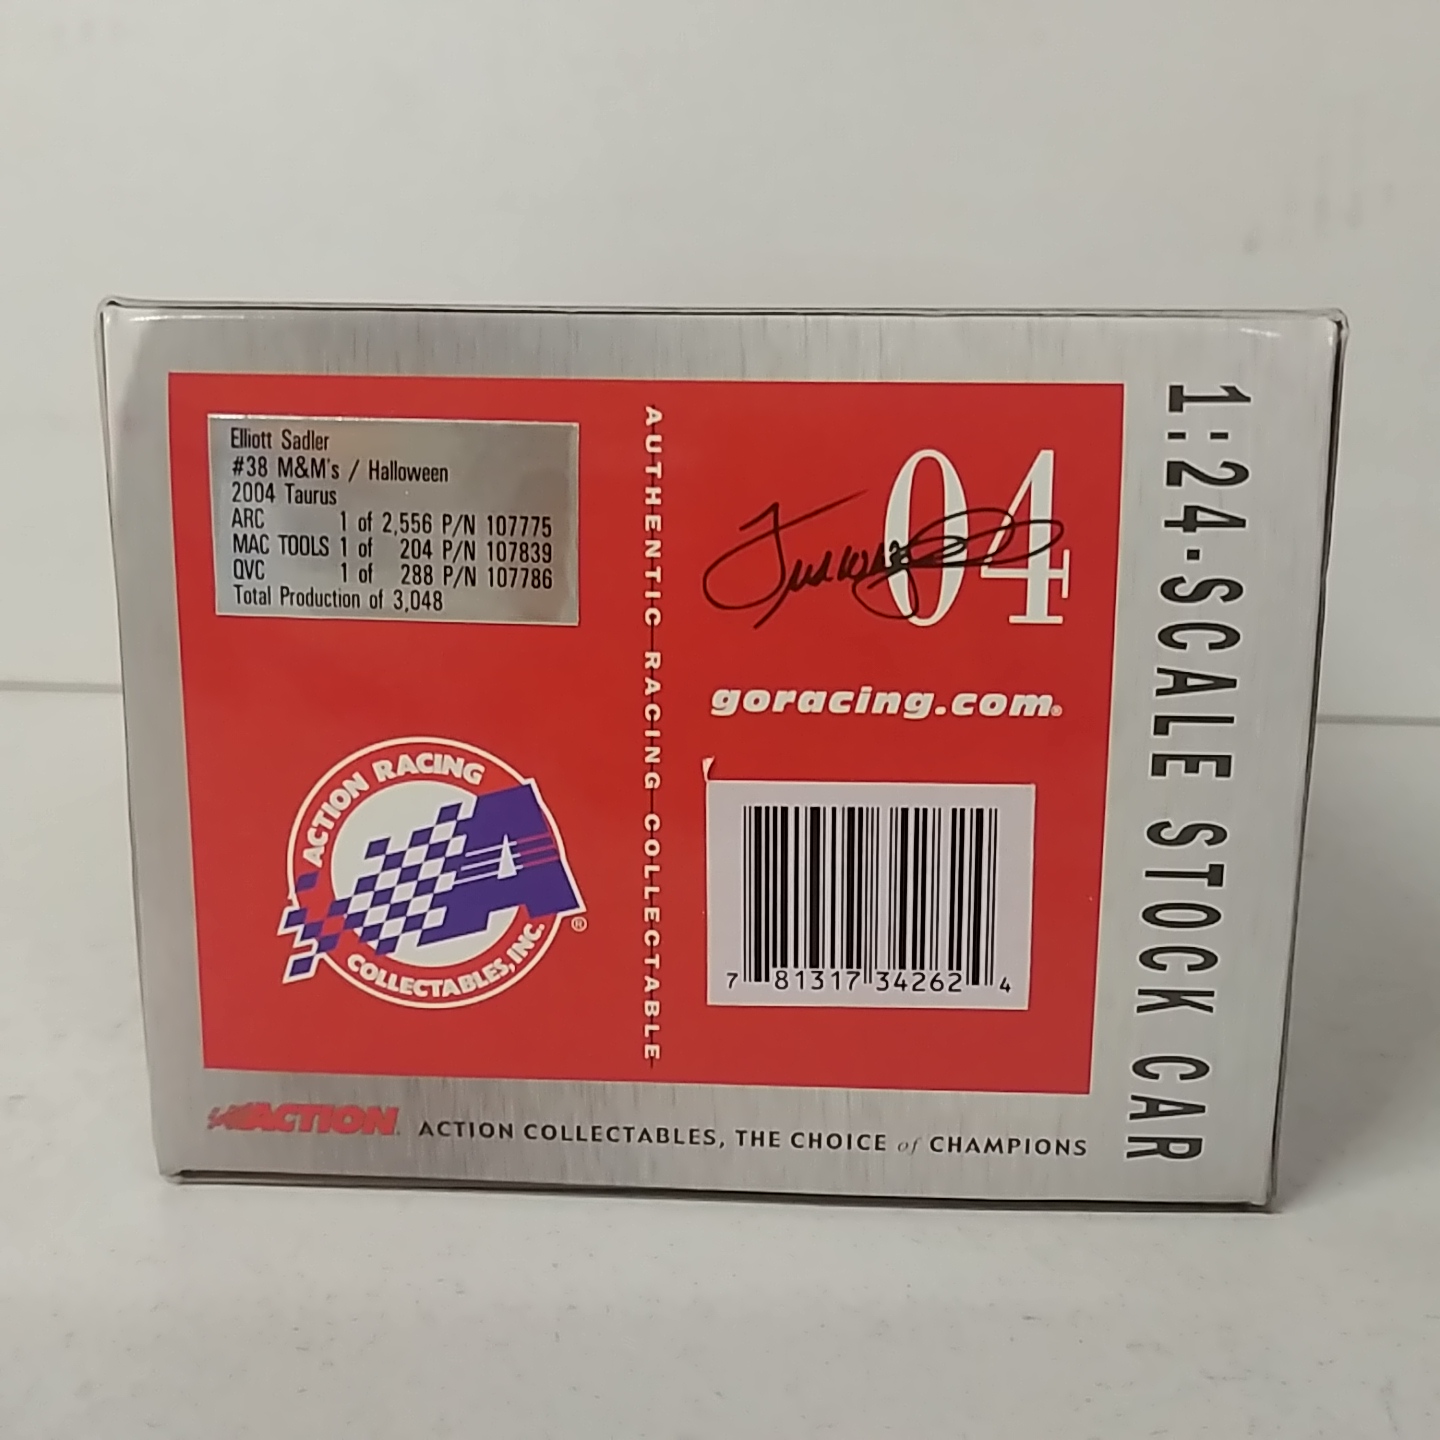 Elliott Sadler
#38 M&M's / Halloween
2004 Taurus
ARC 1 of 2,556 P/N 107775
MAC TOOLS 1 of 204 P/N 107839
QVC 1 of 288 P/N 107786
Total Production of 3,048
ACTION RACING
COLLECTABLES, INC.
®
AUTHENTIC RACING COLLECTABLE
04
goracing.com®
7 81317 34262 4
1:24-SCALE STOCK CAR
ACTION
ACTION COLLECTABLES, THE CHOICE of CHAMPIONS